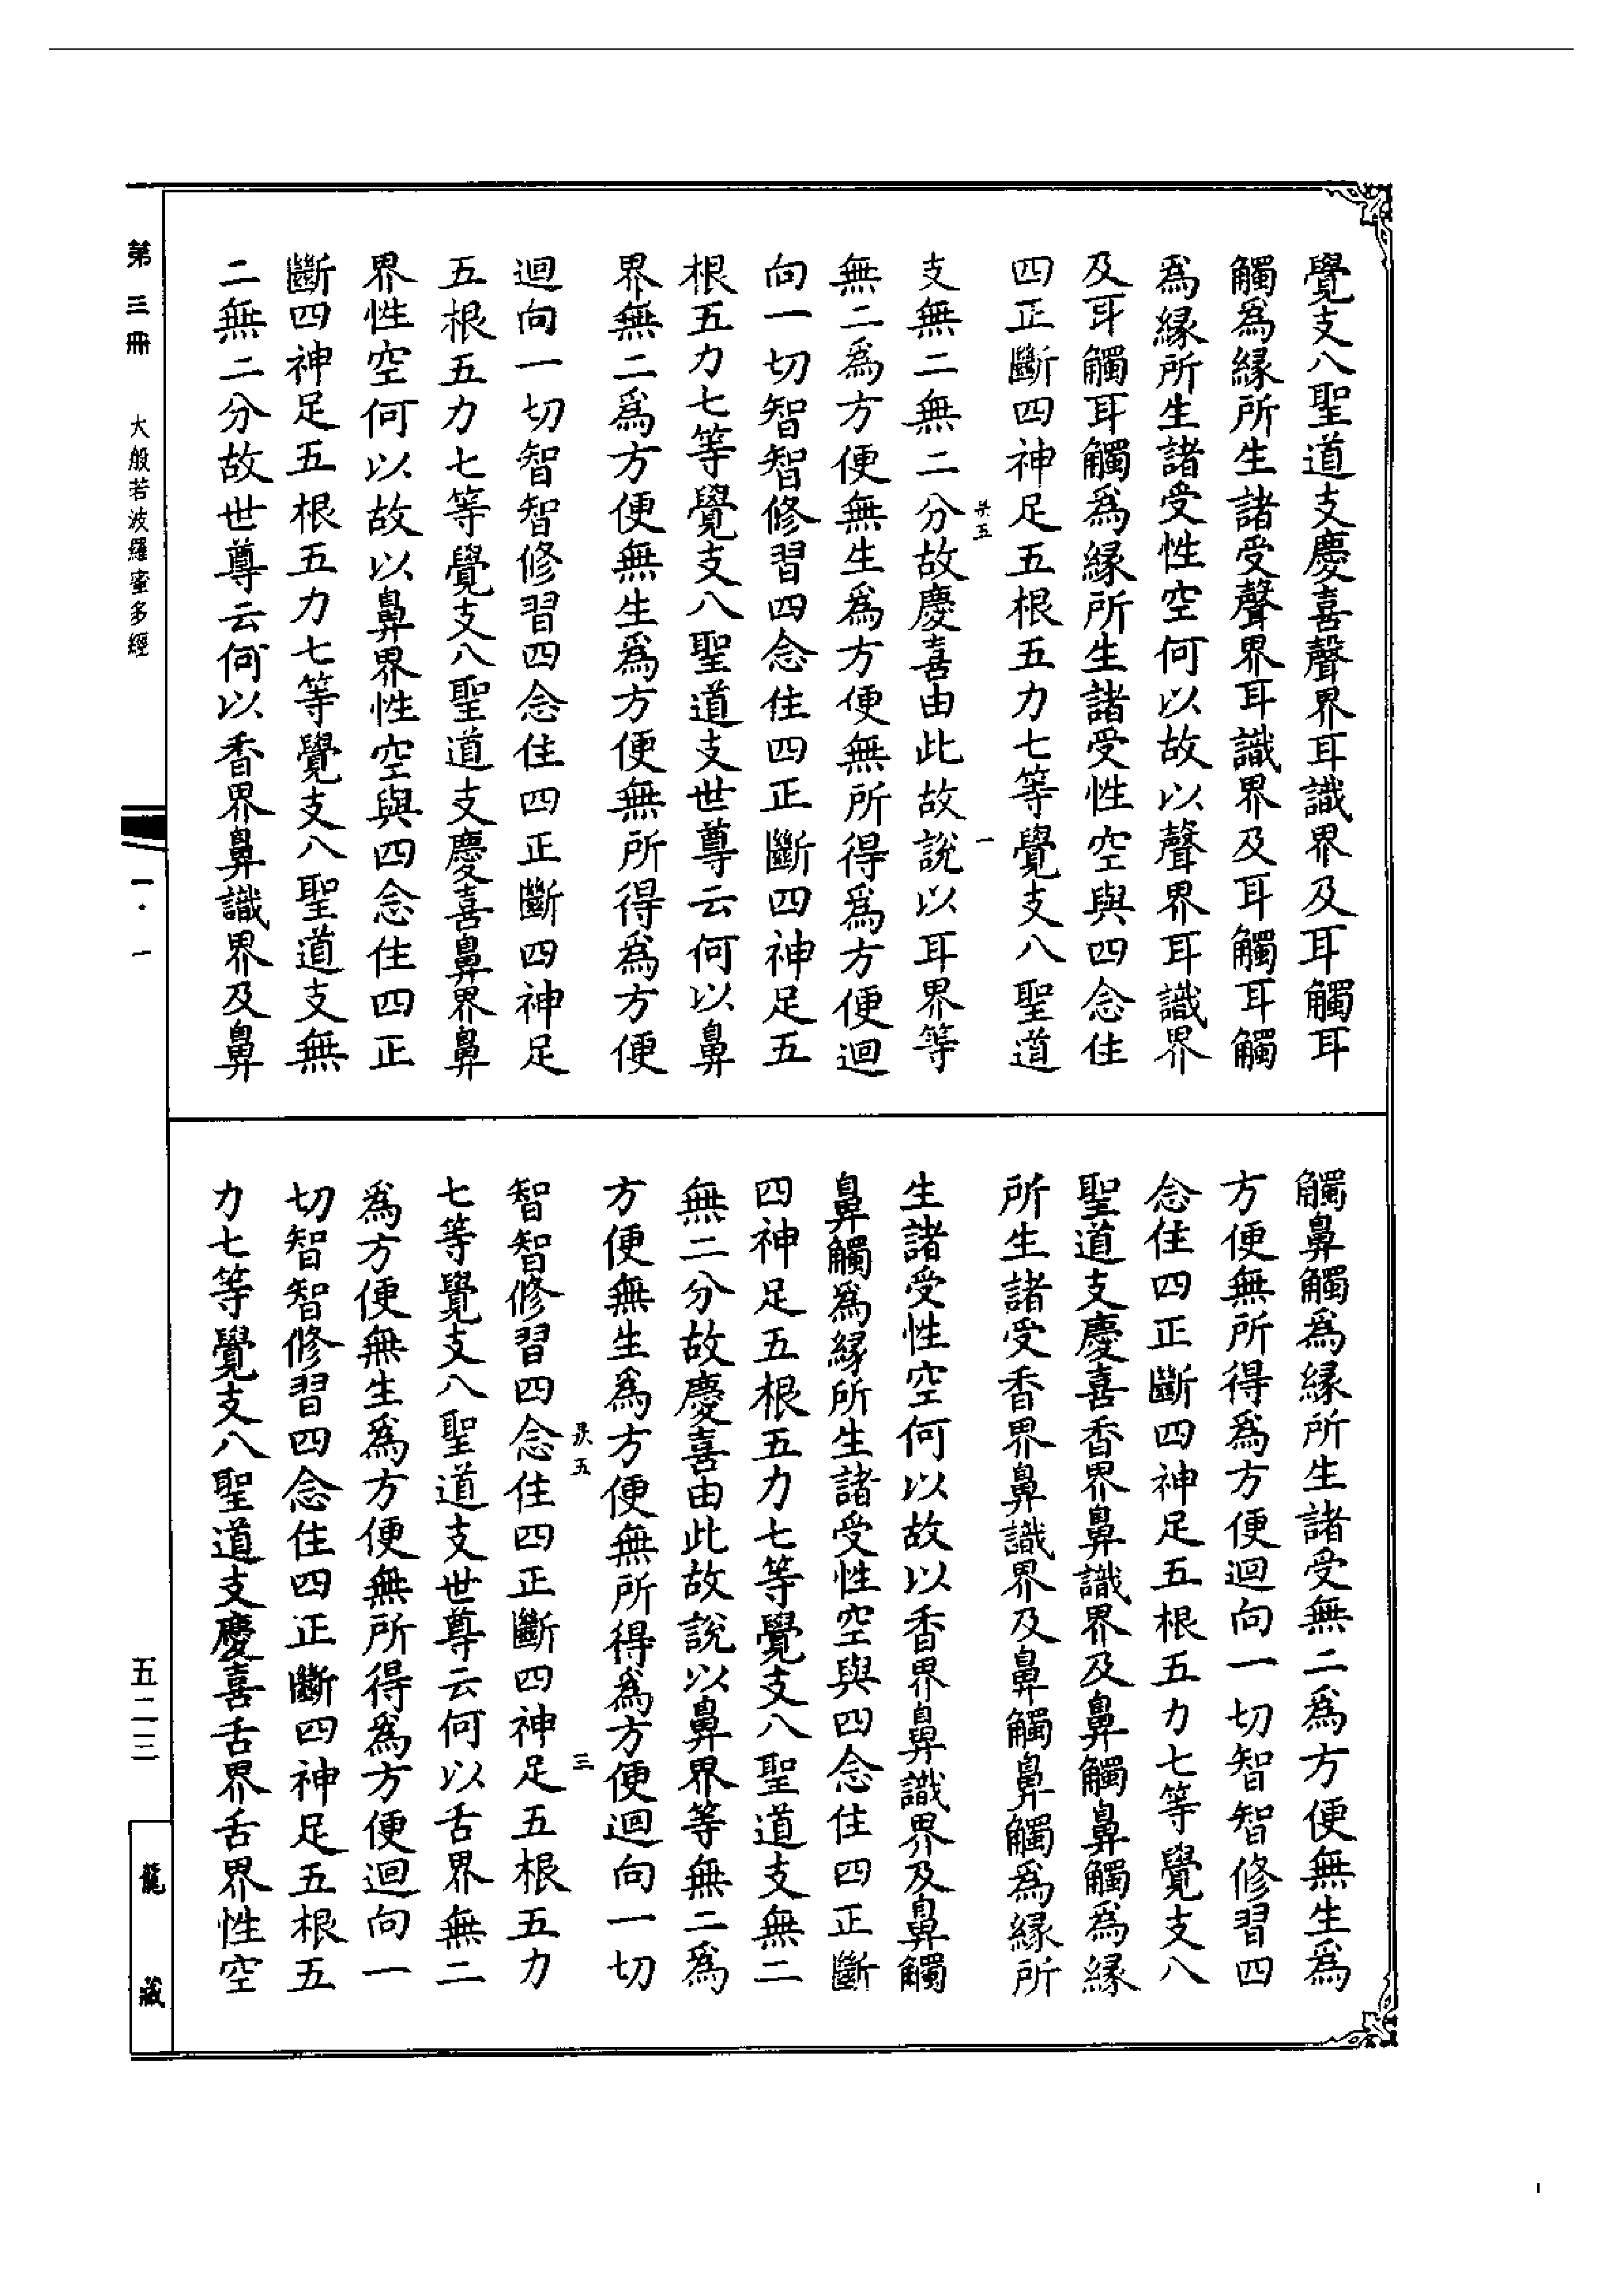 覺支八聖道支慶喜聲界耳識界及耳觸耳
觸爲緣所生諸受聲界耳識界及耳觸耳觸
爲緣所生諸受性空何以故以聲界耳識界
及耳觸耳觸爲緣所生諸受性空與四念住
四正斷四神足五根五力七等覺支八聖道
支無二無二分故慶喜由此故說以耳界等
無二爲方便無生爲方便無所得爲方便迴
向一切智智修習四念住四正斷四神足五
根五力七等覺支八聖道支世尊云何以鼻
界無二爲方便無生爲方便無所得爲方便
迴向一切智智修習四念住四正斷四神足
五根五力七等覺支八聖道支慶喜鼻界鼻
界性空何以故以鼻界性空與四念住四正
斷四神足五根五力七等覺支八聖道支無
二無二分故世尊云何以香界鼻識界及鼻
觸鼻觸爲緣所生諸受無二爲方便無生爲
方便無所得爲方便迴向一切智智修習四
念住四正斷四神足五根五力七等覺支八
聖道支慶喜香界鼻識界及鼻觸鼻觸爲緣
所生諸受香界鼻識界及鼻觸鼻觸爲緣所
生諸受性空何以故以香界鼻識界及鼻觸
鼻觸爲緣所生諸受性空與四念住四正斷
四神足五根五力七等覺支八聖道支無二
無二分故慶喜由此故說以鼻界等無二爲
方便無生爲方便無所得爲方便迴向一切
智智修習四念住四正斷四神足五根五力
七等覺支八聖道支世尊云何以舌界無二
爲方便無生爲方便無所得爲方便迴向一
切智智修習四念住四正斷四神足五根五
力七等覺支八聖道支慶喜舌界舌界性空
第三冊 大般若波羅蜜多經
一·一
五二三
龍藏
五 一
五 三